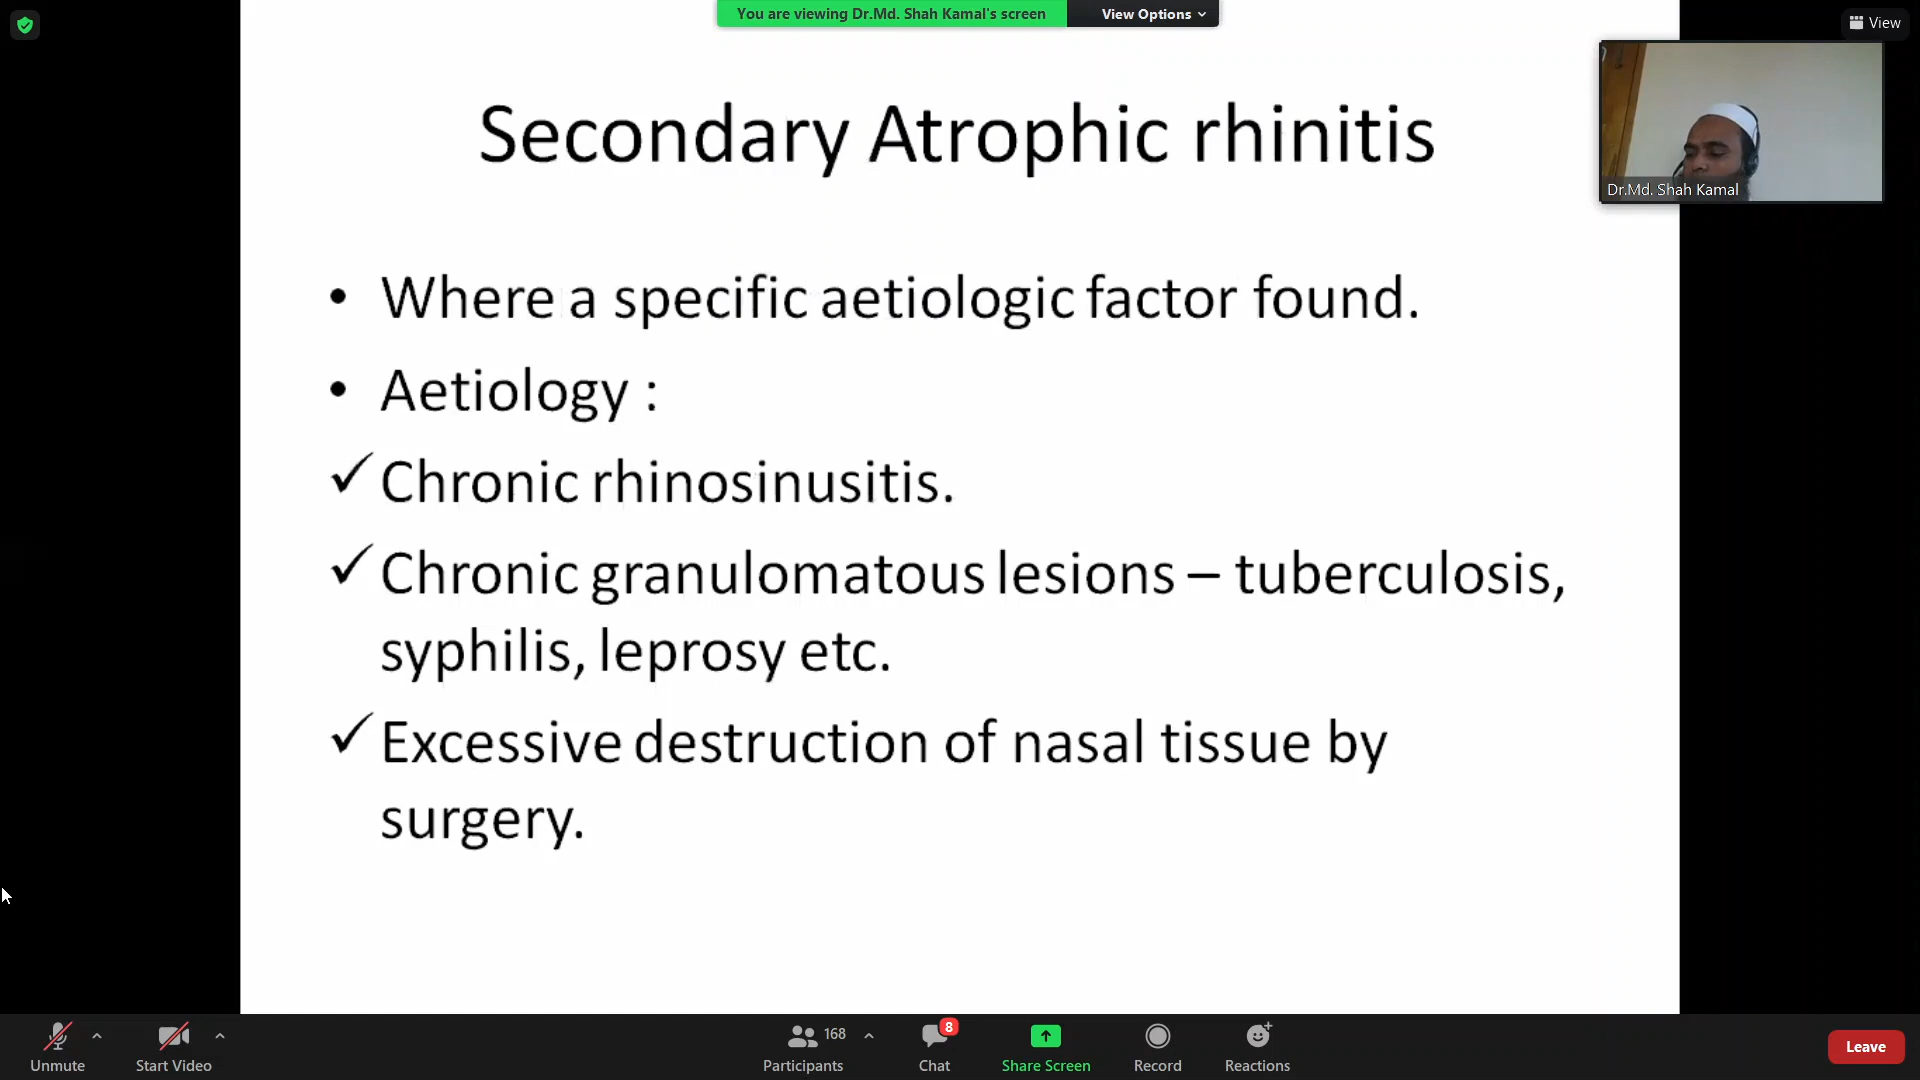 You are viewing Dr.Md. Shah Kamal's screen
View Options
View
Secondary Atrophic rhinitis
Dr.Md. Shah Kamal
• Where a specific aetiologic factor found.
• Aetiology :
✓ Chronic rhinosinusitis.
✓ Chronic granulomatous lesions – tuberculosis,
syphilis, leprosy etc.
✓ Excessive destruction of nasal tissue by
surgery.
168
8
Unmute
Start Video
Participants
Chat
Share Screen
Record
Reactions
Leave